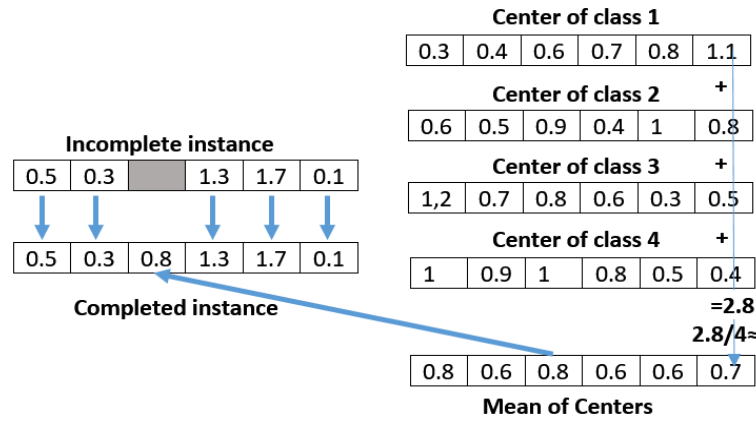 Center of class 1
0.3 0.4 0.6 0.7 0.8 1.1
+
Center of class 2
0.6 0.5 0.9 0.4 1 0.8
+
Center of class 3
1,2 0.7 0.8 0.6 0.3 0.5
+
Center of class 4
1 0.9 1 0.8 0.5 0.4
=2.8
2.8/4≈
0.8 0.6 0.8 0.6 0.6 0.7
Mean of Centers
Incomplete instance
0.5 0.3 1.3 1.7 0.1
0.5 0.3 0.8 1.3 1.7 0.1
Completed instance